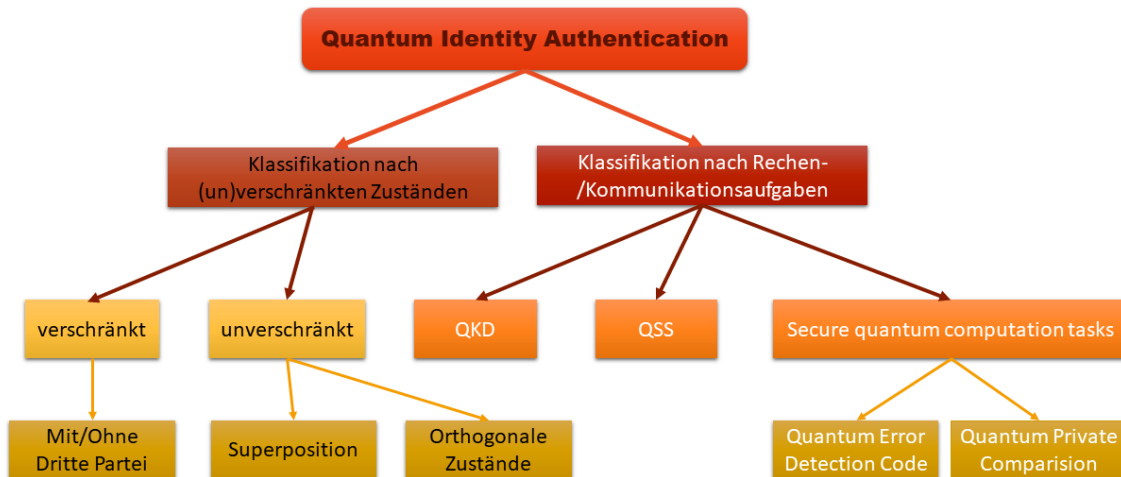 Quantum Identity Authentication
Klassifikation nach
(un)verschränkten Zuständen
Klassifikation nach Rechen-
/Kommunikationsaufgaben
verschränkt
unverschränkt
QKD
QSS
Secure quantum computation tasks
Mit/Ohne
Dritte Partei
Superposition
Orthogonale
Zustände
Quantum Error
Detection Code
Quantum Private
Comparision